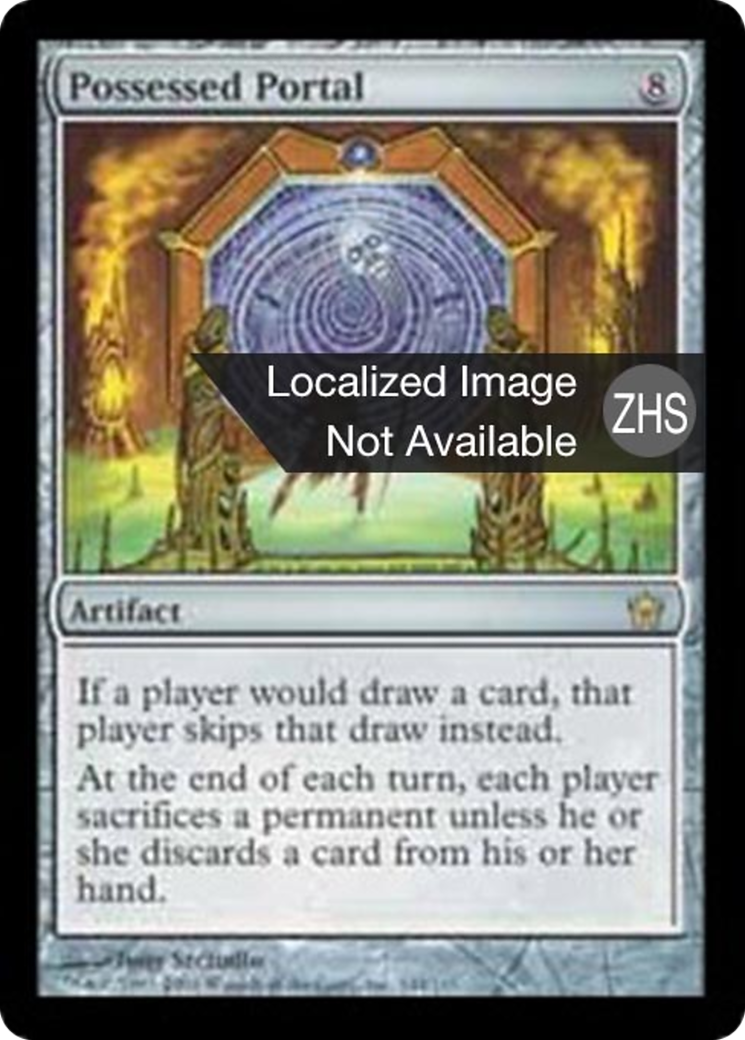 Possessed Portal
8
Localized Image
Not Available
ZHS
Artifact
If a player would draw a card, that
player skips that draw instead.
At the end of each turn, each player
sacrifices a permanent unless he or
she discards a card from his or her
hand.